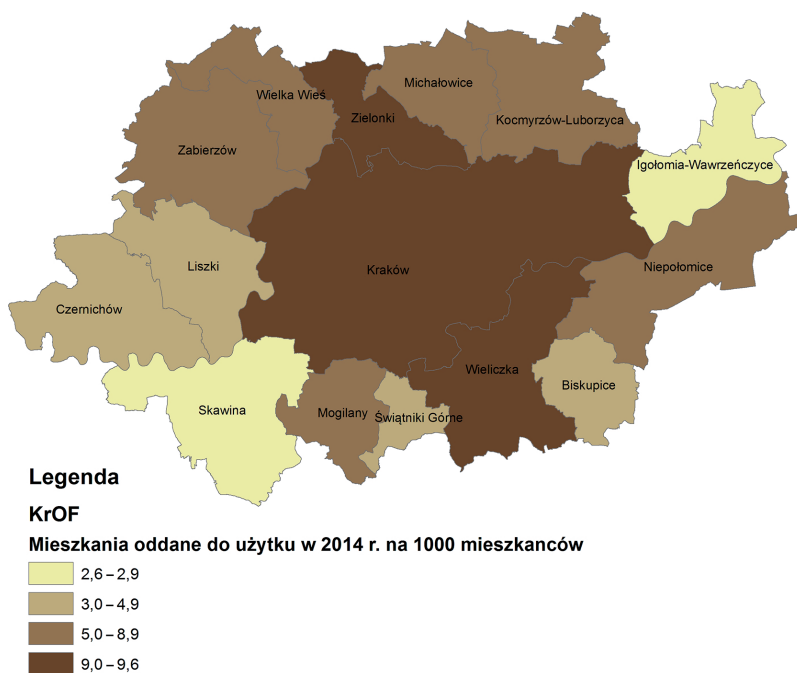 Michałowice
Wielka Wieś
Zielonki
Kocmyrzów-Luborzyca
Zabierzów
Igołomia-Wawrzeńczyce
Liszki
Kraków
Niepołomice
Czernichów
Wieliczka
Biskupice
Skawina
Mogilany
Świątniki Górne
Legenda
KrOF
Mieszkania oddane do użytku w 2014 r. na 1000 mieszkanców
2,6 – 2,9
3,0 – 4,9
5,0 – 8,9
9,0 – 9,6